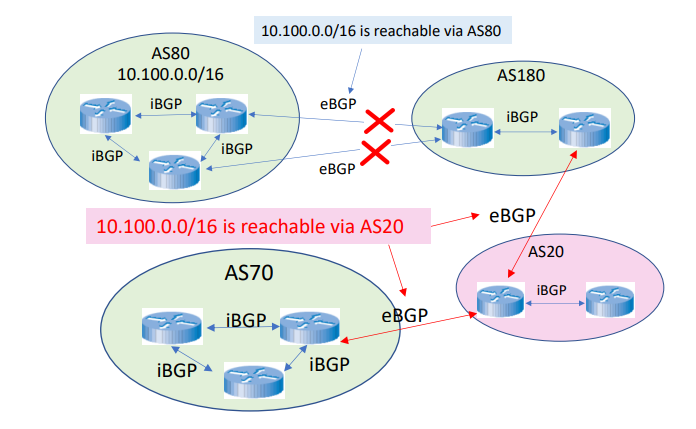 10.100.0.0/16 is reachable via AS80
AS80
10.100.0.0/16
AS180
iBGP
eBGP
iBGP
iBGP
iBGP
eBGP
10.100.0.0/16 is reachable via AS20
eBGP
AS20
AS70
iBGP
eBGP
iBGP
iBGP
iBGP